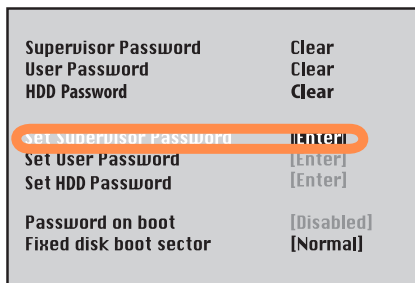 Supervisor Password Clear
User Password Clear
HDD Password Clear
Set Supervisor Password [Enter]
Set User Password [Enter]
Set HDD Password [Enter]
Password on boot [Disabled]
Fixed disk boot sector [Normal]